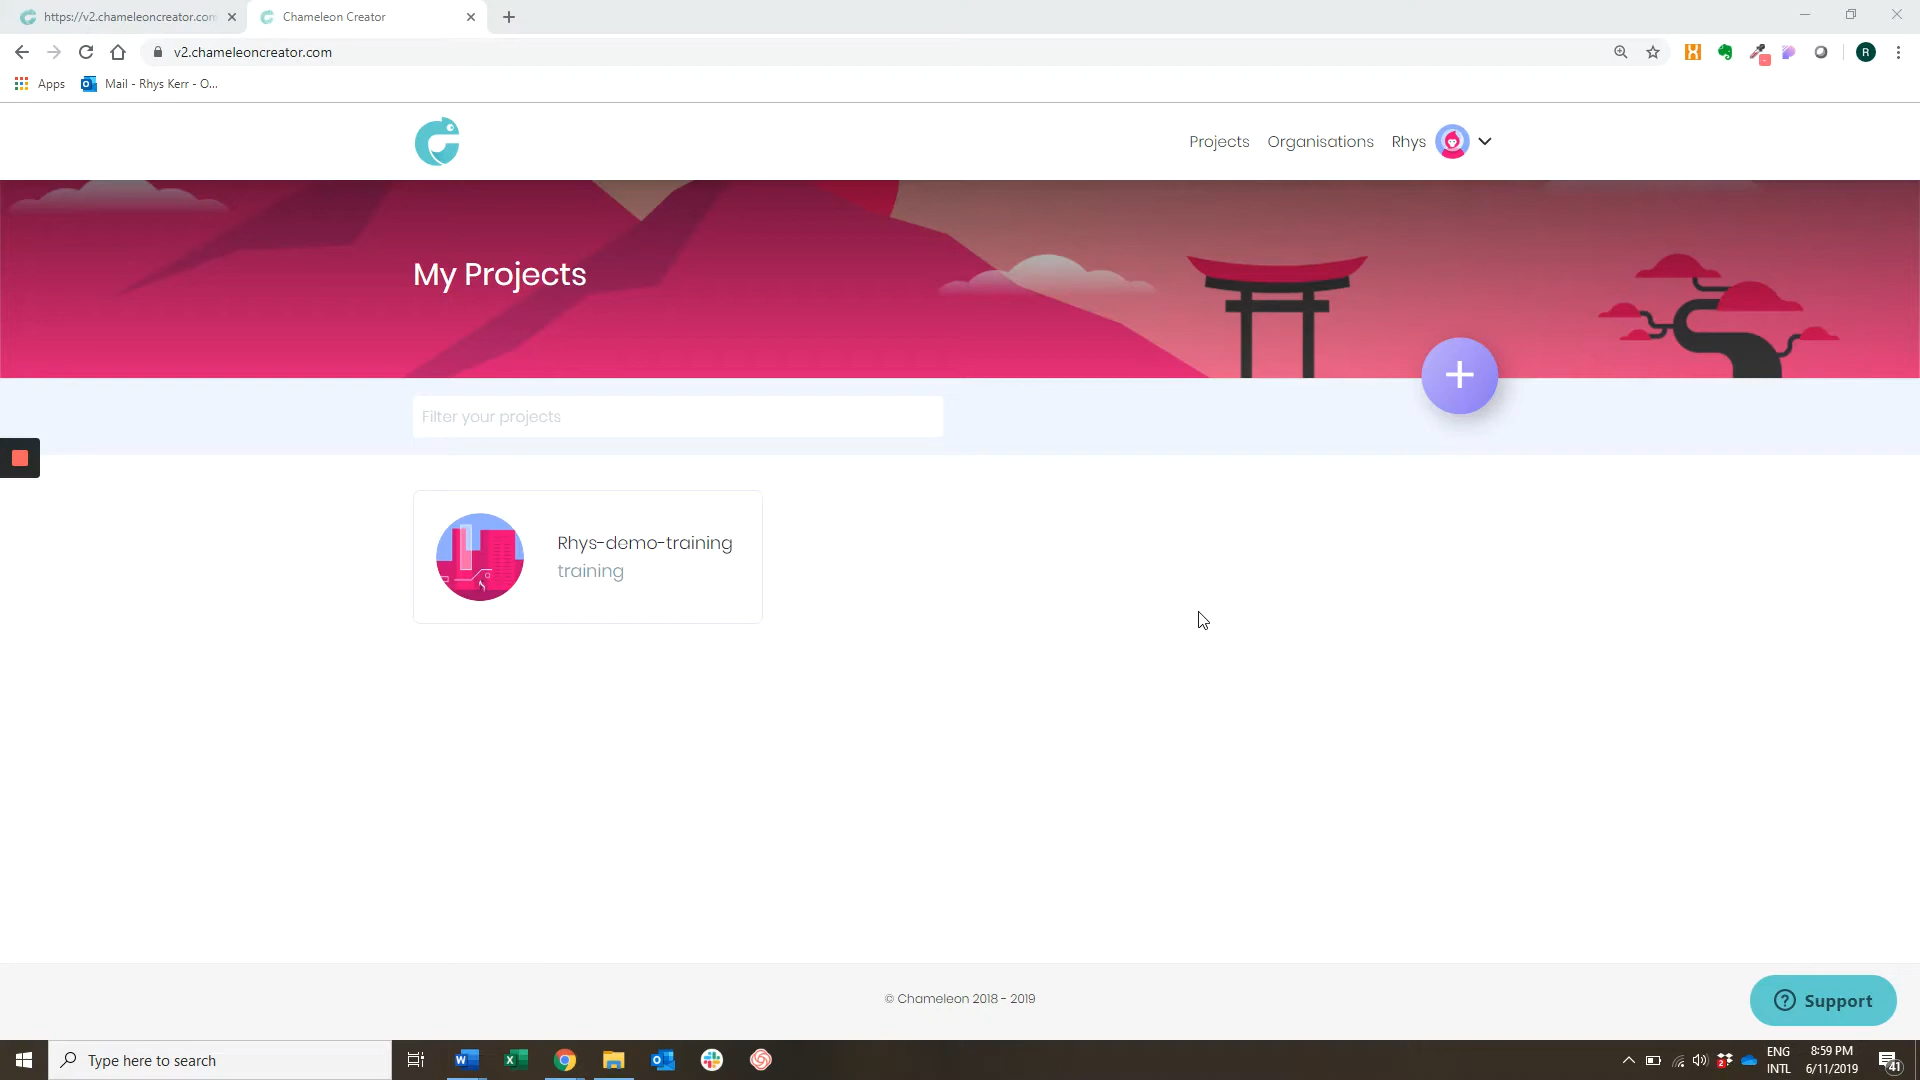 https://v2.chameleoncreator.com
Chameleon Creator
v2.chameleoncreator.com
R
Apps
Mail - Rhys Kerr - O...
Projects
Organisations
Rhys
My Projects
Filter your projects
Rhys-demo-training
training
© Chameleon 2018 - 2019
Support
Type here to search
ENG
INTL
8:59 PM
6/11/2019
41